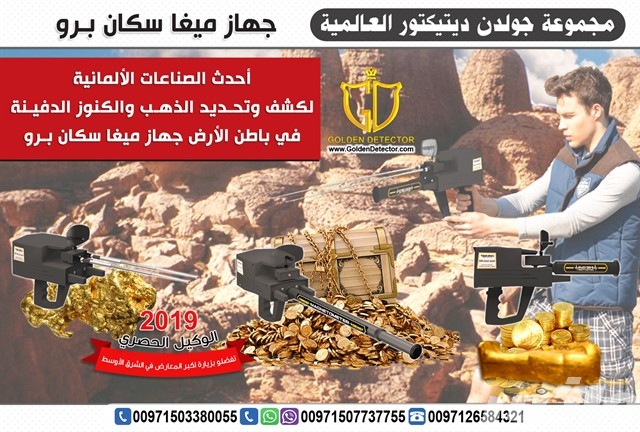 مجموعة جولدن ديتيكتور العالمية
جهاز ميغا سكان برو
أحدث الصناعات الألمانية
لكشف وتحديد الذهب والكنوز الدفينة
في باطن الأرض جهاز ميغا سكان برو
GD
GOLDEN DETECTOR
www.GoldenDetector.com
2019
الوكيل الحصري
تفضلو بزيارة اكبر المعارض في الشرق الأوسط
00971503380055
00971507737755
0097126584321